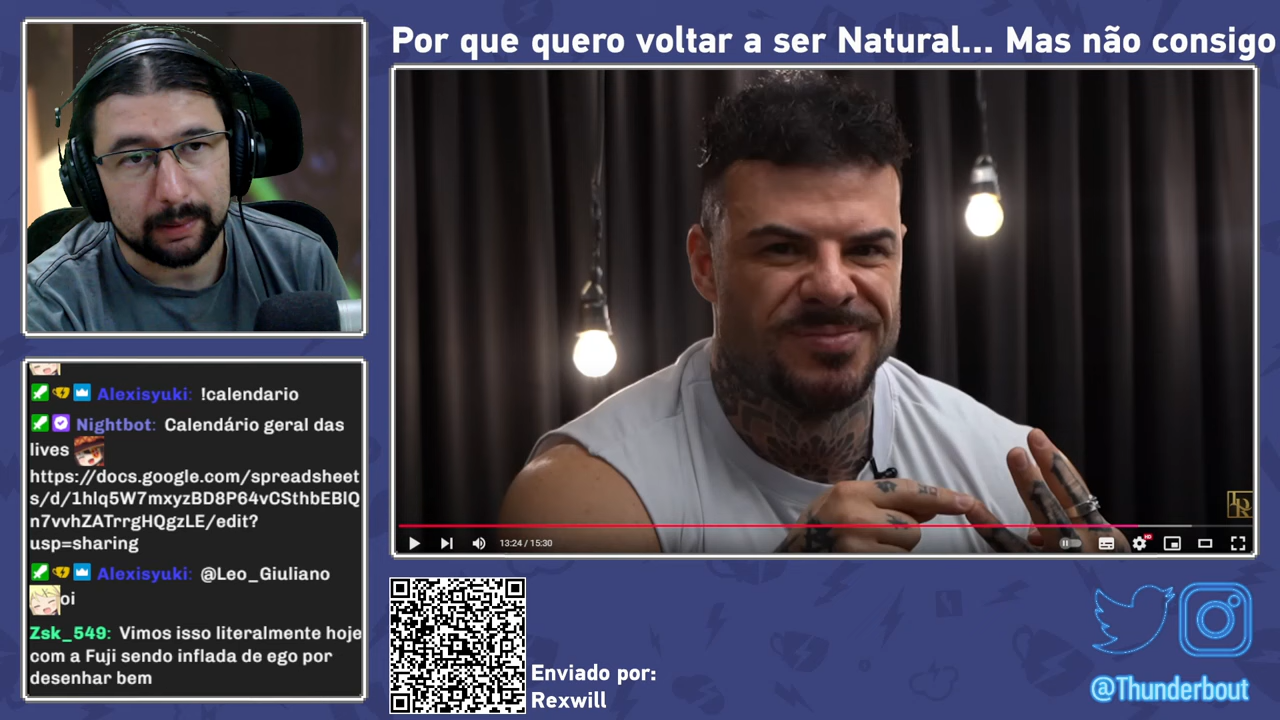 Por que quero voltar a ser Natural... Mas não consigo
Alexisyuki: !calendario
Nightbot: Calendário geral das
lives
https://docs.google.com/spreadsheet
s/d/1hlq5W7mxyzBD8P64vCSthbEBlQ
n7vvhZATrrgHQgzLE/edit?
usp=sharing
Alexisyuki: @Leo_Giuliano
oi
Zsk_549: Vimos isso literalmente hoje
com a Fuji sendo inflada de ego por
desenhar bem
13:24 / 15:30
HD
Enviado por:
Rexwill
@Thunderbout